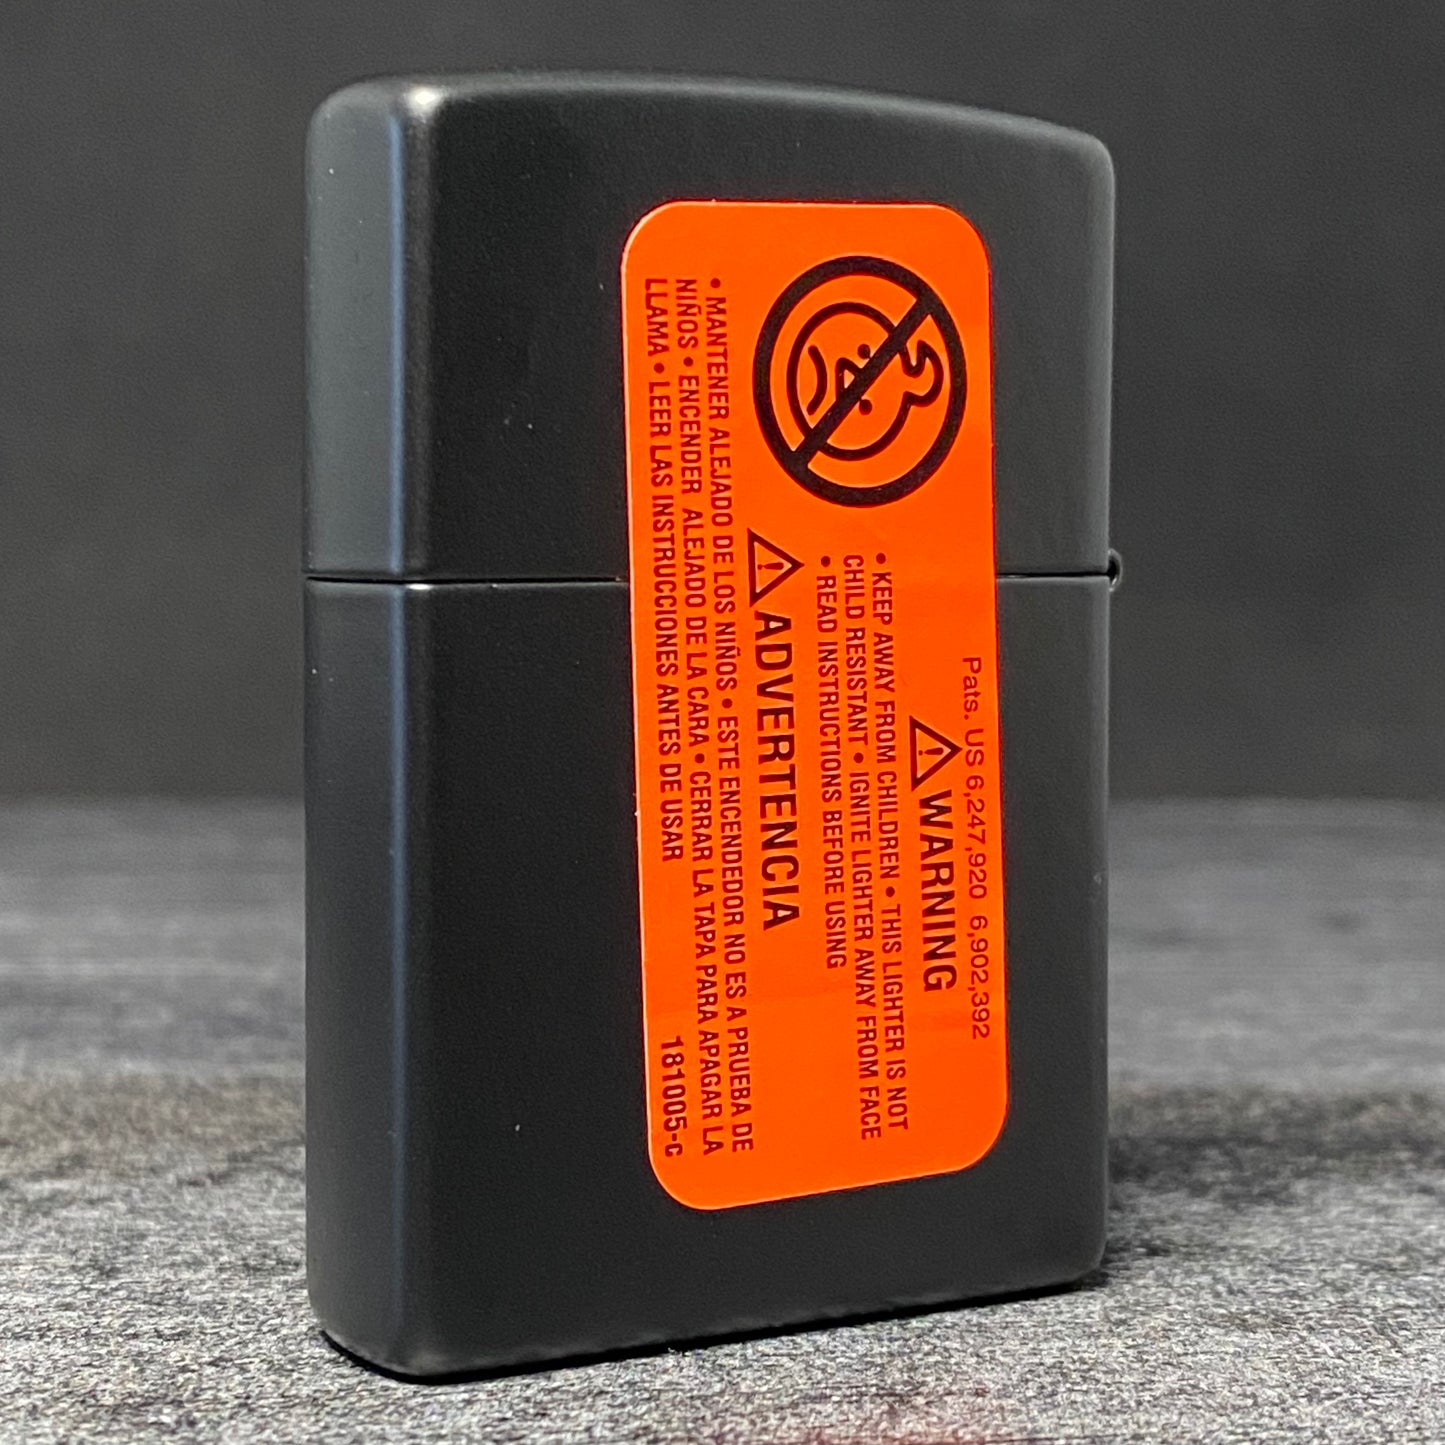 Pats. US 6,247,920 6,902,392
WARNING
• KEEP AWAY FROM CHILDREN • THIS LIGHTER IS NOT
CHILD RESISTANT • IGNITE LIGHTER AWAY FROM FACE
• READ INSTRUCTIONS BEFORE USING
ADVERTENCIA
• MANTENER ALEJADO DE LOS NIÑOS • ESTE ENCENDEDOR NO ES A PRUEBA DE
NIÑOS • ENCENDER ALEJADO DE LA CARA • CERRAR LA TAPA PARA APAGAR LA
LLAMA • LEER LAS INSTRUCCIONES ANTES DE USAR 181005-c